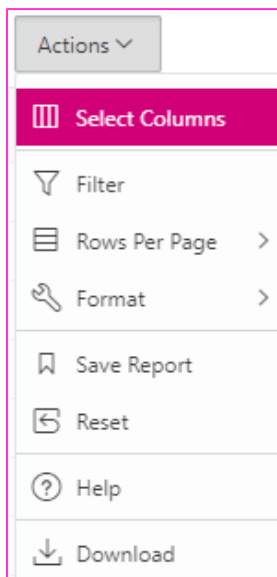 Actions
Select Columns
Filter
Rows Per Page
Format
Save Report
Reset
Help
Download